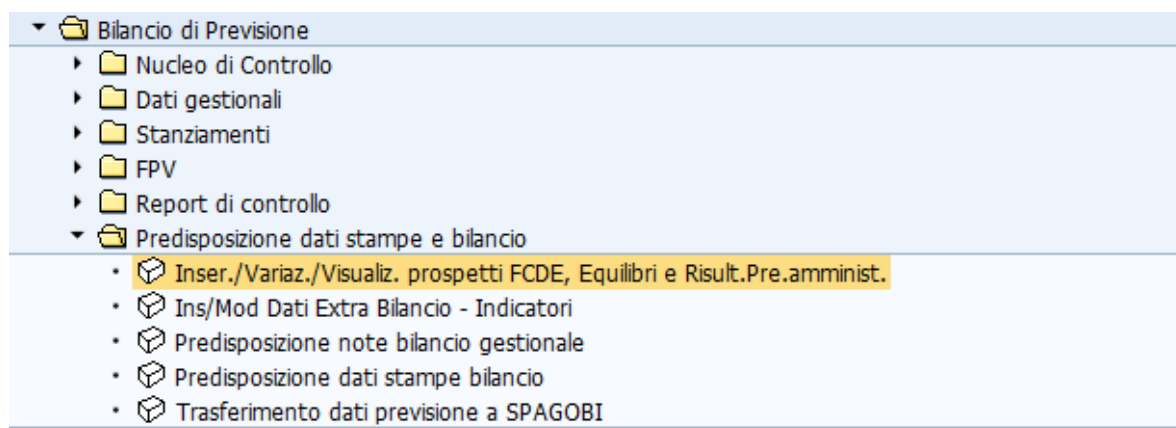 Bilancio di Previsione
Nucleo di Controllo
Dati gestionali
Stanziamenti
FPV
Report di controllo
Predisposizione dati stampe e bilancio
Inser./Variaz./Visualiz. prospetti FCDE, Equilibri e Risult.Pre.amminist.
Ins/Mod Dati Extra Bilancio - Indicatori
Predisposizione note bilancio gestionale
Predisposizione dati stampe bilancio
Trasferimento dati previsione a SPAGOBI